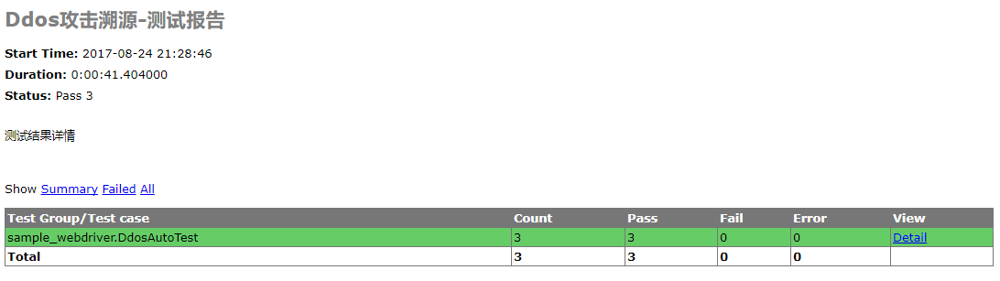 Ddos攻击溯源-测试报告
Start Time: 2017-08-24 21:28:46
Duration: 0:00:41.404000
Status: Pass 3
测试结果详情
Show Summary Failed All
Test Group/Test case Count Pass Fail Error View
sample_webdriver.DdosAutoTest 3 3 0 0 Detail
Total 3 3 0 0